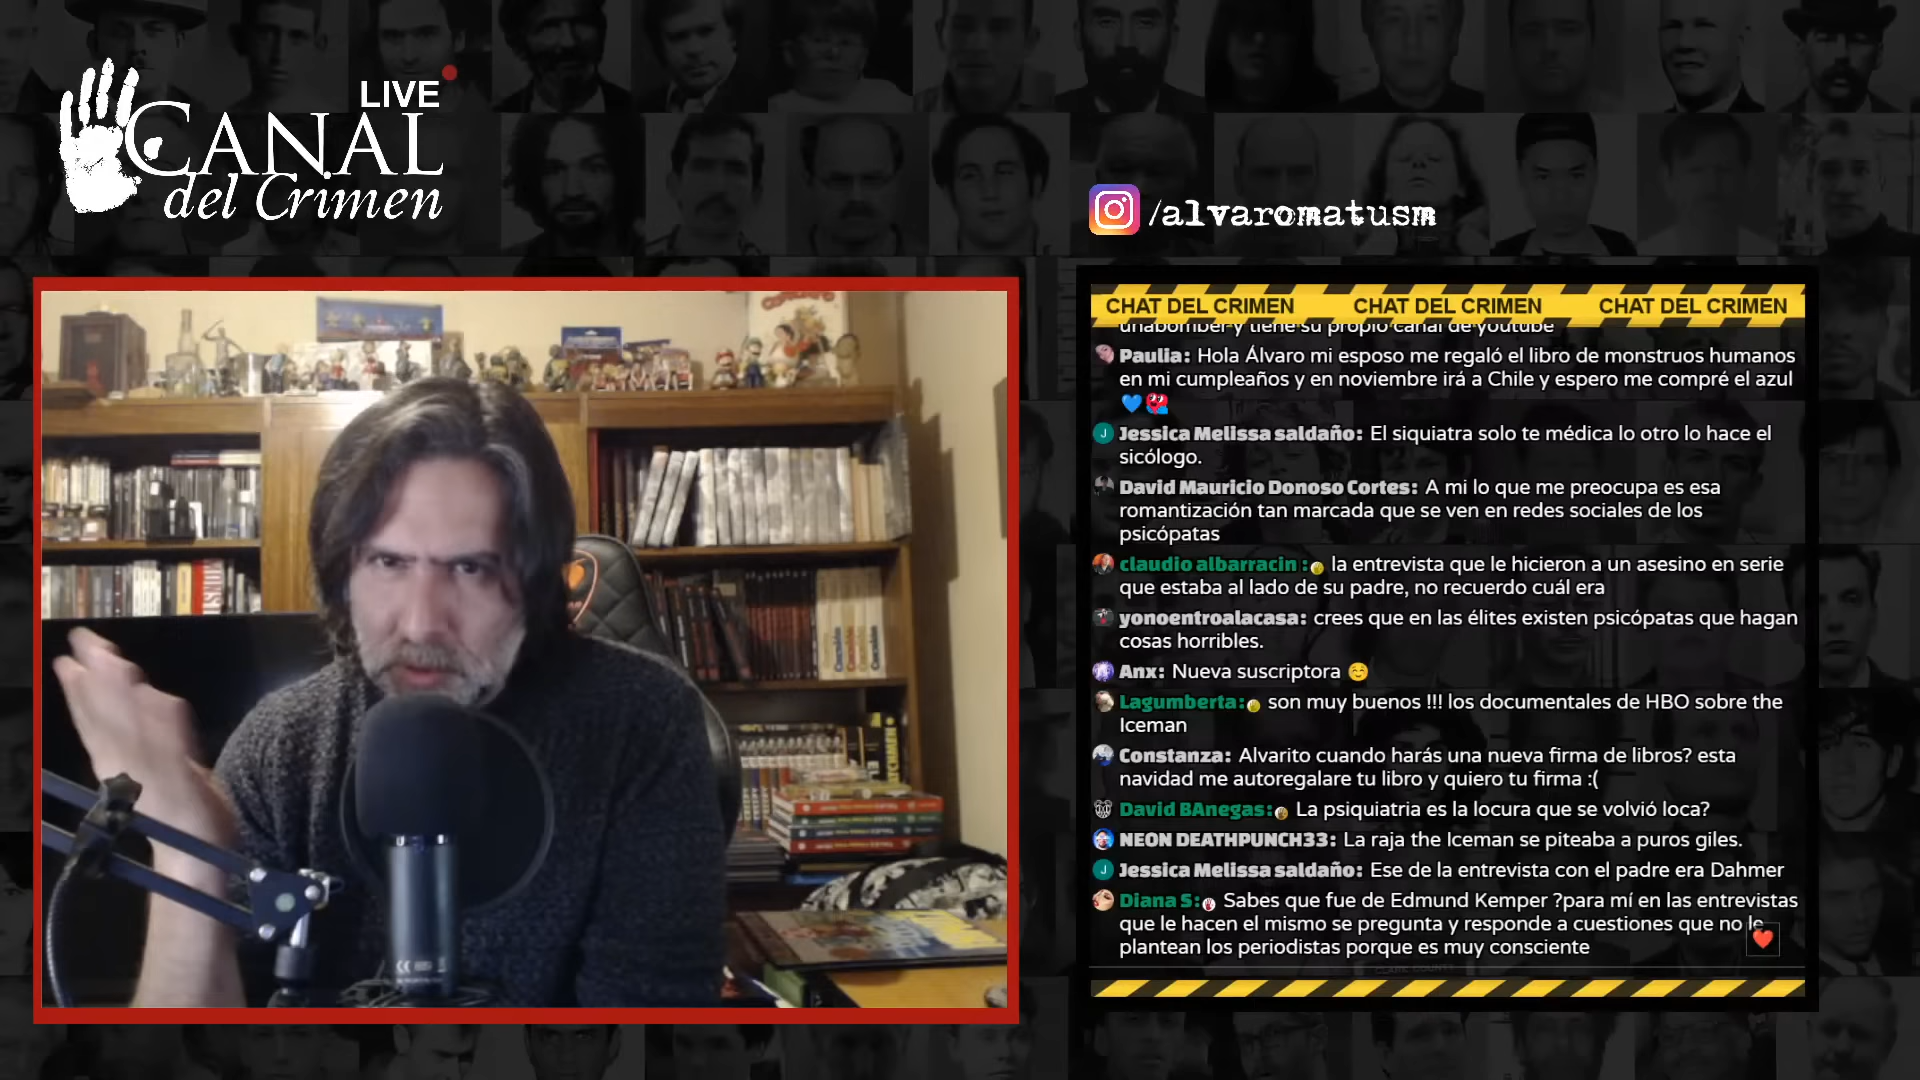 LIVE
CANAL
del Crimen
/alvaromatusm
CHAT DEL CRIMEN CHAT DEL CRIMEN CHAT DEL CRIMEN
unabomber y tiene su propio canal de youtube
Paulia: Hola Álvaro mi esposo me regaló el libro de monstruos humanos
en mi cumpleaños y en noviembre irá a Chile y espero me compré el azul
💙
J Jessica Melissa saldaño: El siquiatra solo te médica lo otro lo hace el
sicólogo.
David Mauricio Donoso Cortes: A mi lo que me preocupa es esa
romantización tan marcada que se ven en redes sociales de los
psicópatas
claudio albarracin : la entrevista que le hicieron a un asesino en serie
que estaba al lado de su padre, no recuerdo cuál era
yonoentroalacasa: crees que en las élites existen psicópatas que hagan
cosas horribles.
Anx: Nueva suscriptora ☺️
Lagumberta: son muy buenos !!! los documentales de HBO sobre the
Iceman
Constanza: Alvarito cuando harás una nueva firma de libros? esta
navidad me autoregalare tu libro y quiero tu firma :(
David BAnegas: La psiquiatria es la locura que se volvió loca?
NEON DEATHPUNCH33: La raja the Iceman se piteaba a puros giles.
J Jessica Melissa saldaño: Ese de la entrevista con el padre era Dahmer
Diana S: Sabes que fue de Edmund Kemper ?para mí en las entrevistas
que le hacen el mismo se pregunta y responde a cuestiones que no le
plantean los periodistas porque es muy consciente